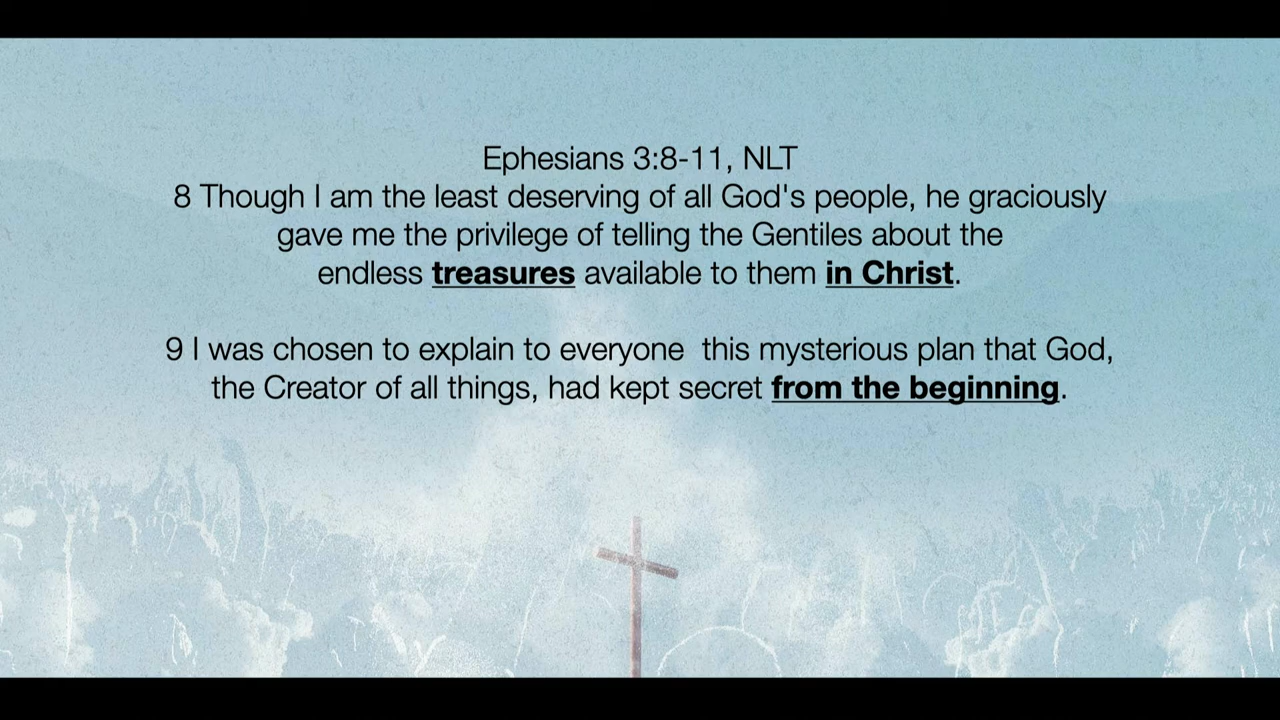 Ephesians 3:8-11, NLT
8 Though I am the least deserving of all God's people, he graciously
gave me the privilege of telling the Gentiles about the
endless treasures available to them in Christ.
9 I was chosen to explain to everyone  this mysterious plan that God,
the Creator of all things, had kept secret from the beginning.